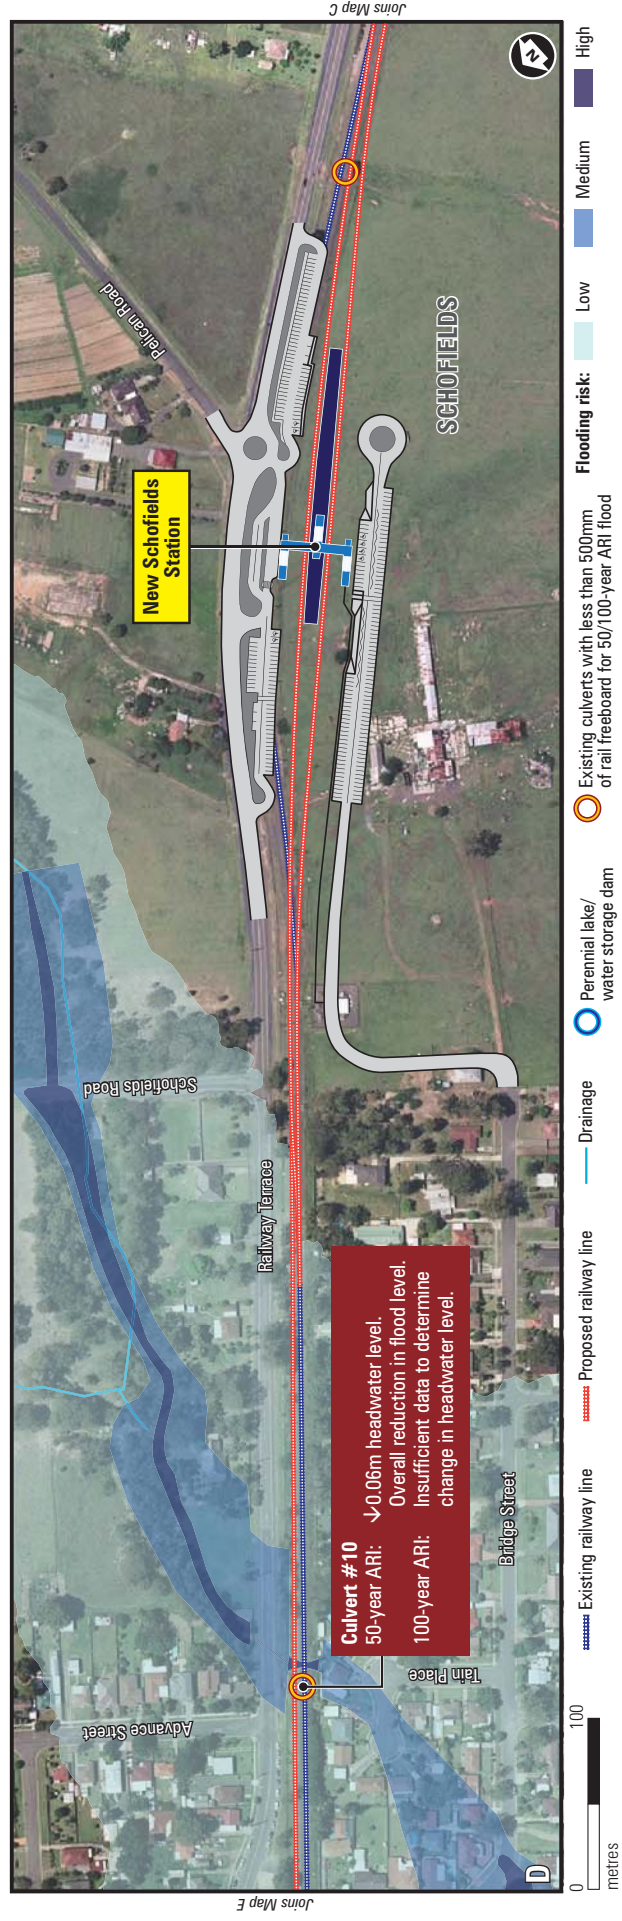 Joins Map C
N
Pelican Road
SCHOFIELDS
New Schofields
Station
Schofields Road
Railway Terrace
Culvert #10
50-year ARI: ↓0.06m headwater level.
Overall reduction in flood level.
100-year ARI: Insufficient data to determine
change in headwater level.
Bridge Street
Tain Place
Advance Street
D
Joins Map E
0 100
metres
Existing railway line
Proposed railway line
Drainage
Perennial lake/
water storage dam
Existing culverts with less than 500mm
of rail freeboard for 50/100-year ARI flood
Flooding risk: Low Medium High